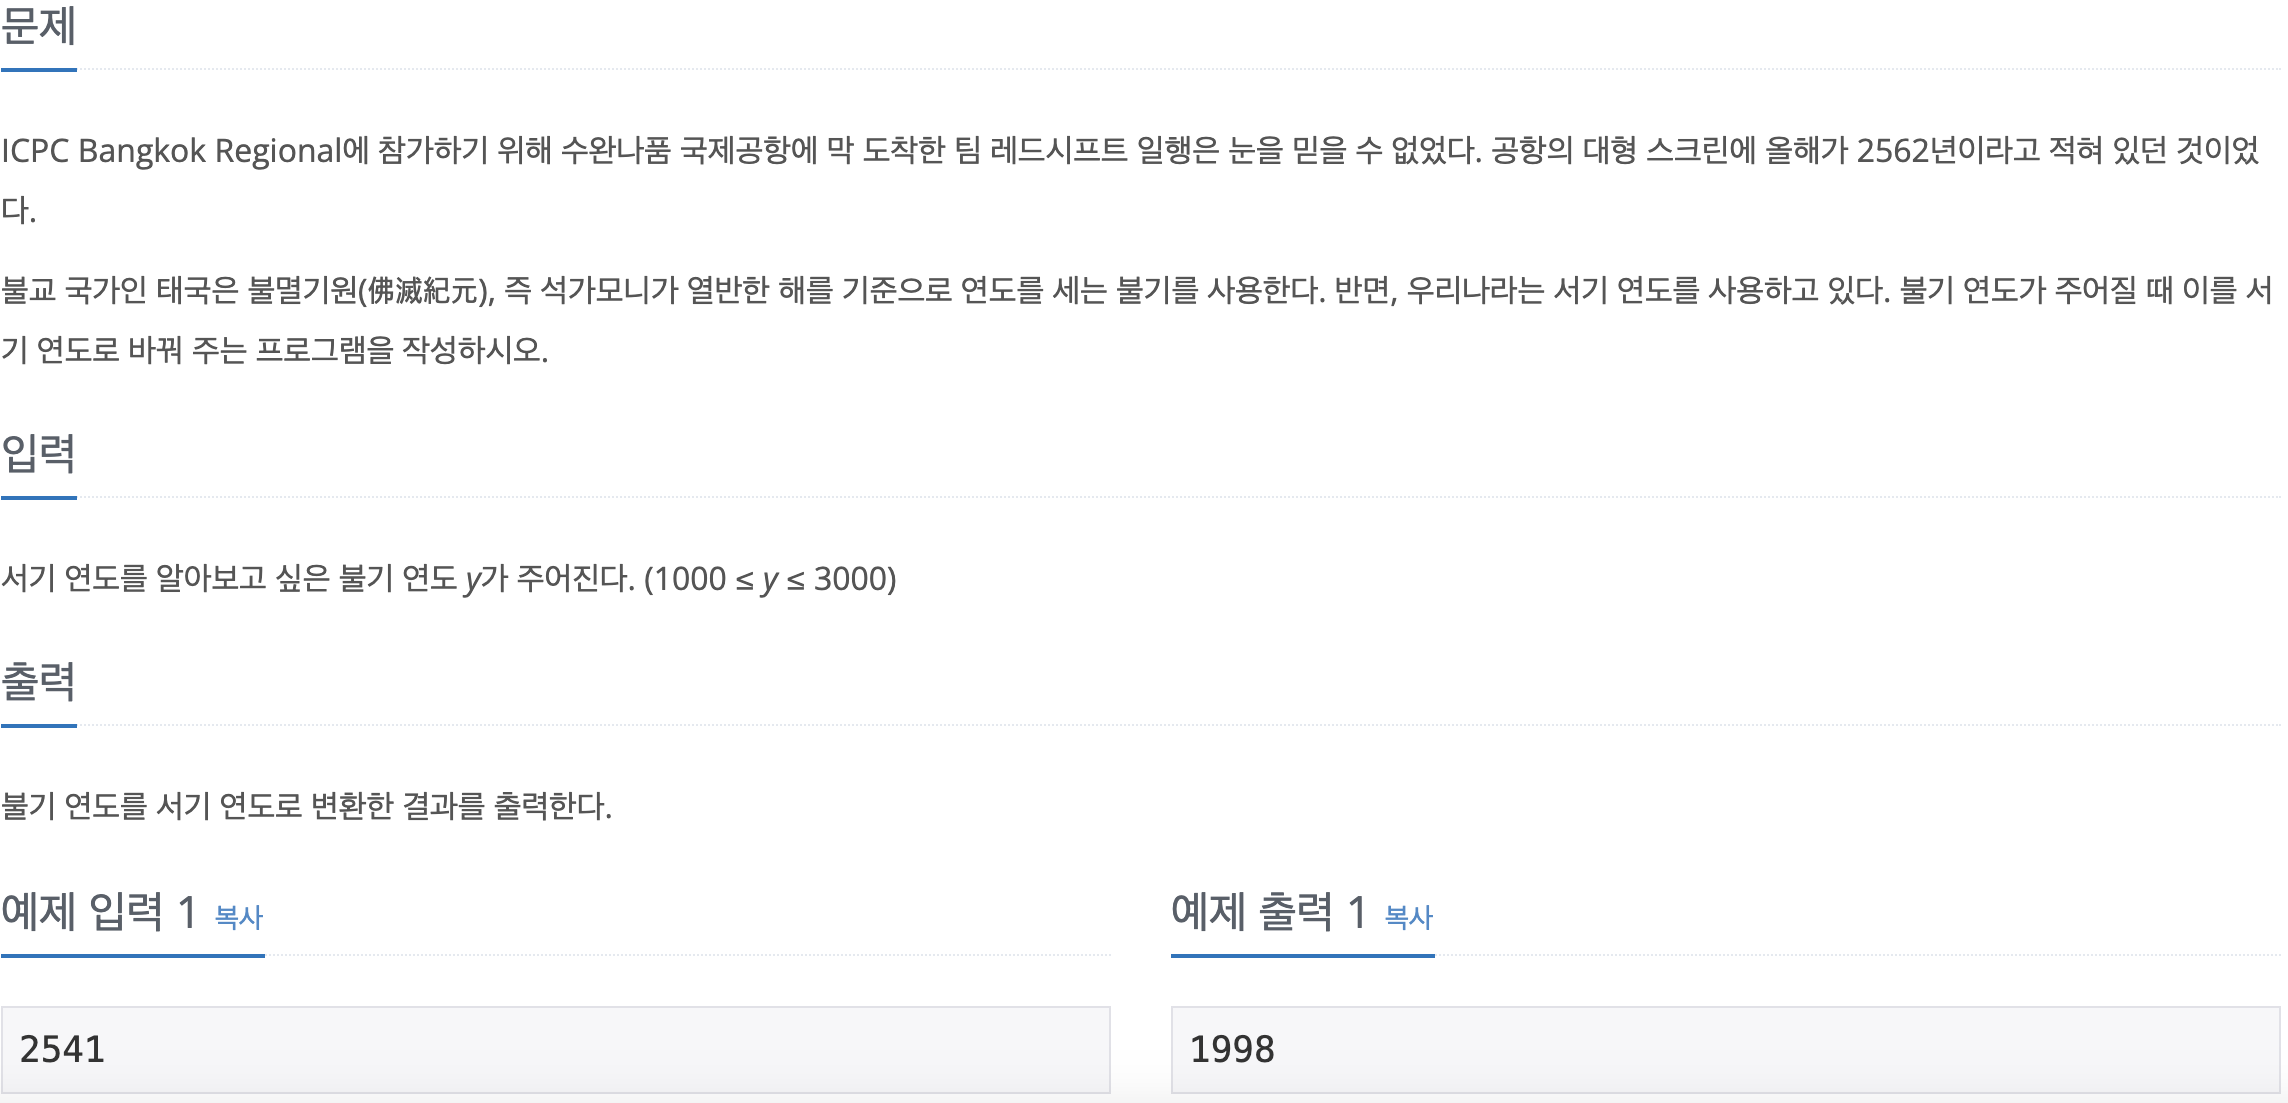 문제
ICPC Bangkok Regional에 참가하기 위해 수완나품 국제공항에 막 도착한 팀 레드시프트 일행은 눈을 믿을 수 없었다. 공항의 대형 스크린에 올해가 2562년이라고 적혀 있던 것이었
다.
불교 국가인 태국은 불멸기원(佛滅紀元), 즉 석가모니가 열반한 해를 기준으로 연도를 세는 불기를 사용한다. 반면, 우리나라는 서기 연도를 사용하고 있다. 불기 연도가 주어질 때 이를 서
기 연도로 바꿔 주는 프로그램을 작성하시오.
입력
서기 연도를 알아보고 싶은 불기 연도 y가 주어진다. (1000 ≤ y ≤ 3000)
출력
불기 연도를 서기 연도로 변환한 결과를 출력한다.
예제 입력 1 복사
2541
예제 출력 1 복사
1998